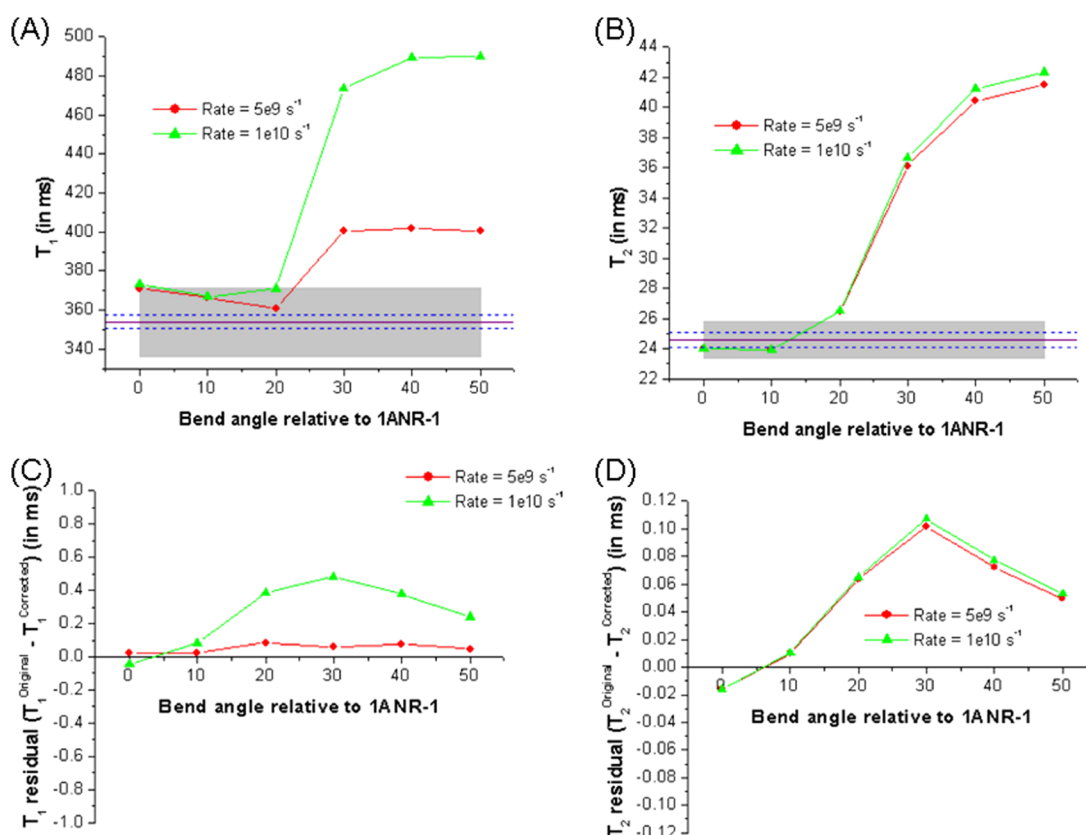 (A)
500
480
460
440
420
400
380
360
340
T₁ (in ms)
Rate = 5e9 s⁻¹
Rate = 1e10 s⁻¹
0 10 20 30 40 50
Bend angle relative to 1ANR-1
(B)
44
42
40
38
36
34
32
30
28
26
24
22
T₂ (in ms)
Rate = 5e9 s⁻¹
Rate = 1e10 s⁻¹
0 10 20 30 40 50
Bend angle relative to 1ANR-1
(C)
1.0
0.8
0.6
0.4
0.2
0.0
-0.2
-0.4
-0.6
-0.8
-1.0
T₁ residual (T₁^Original - T₁^Corrected) (in ms)
Rate = 5e9 s⁻¹
Rate = 1e10 s⁻¹
0 10 20 30 40 50
Bend angle relative to 1ANR-1
(D)
0.12
0.10
0.08
0.06
0.04
0.02
0.00
-0.02
-0.04
-0.06
-0.08
-0.10
-0.12
T₂ residual (T₂^Original - T₂^Corrected) (in ms)
Rate = 5e9 s⁻¹
Rate = 1e10 s⁻¹
0 10 20 30 40 50
Bend angle relative to 1ANR-1